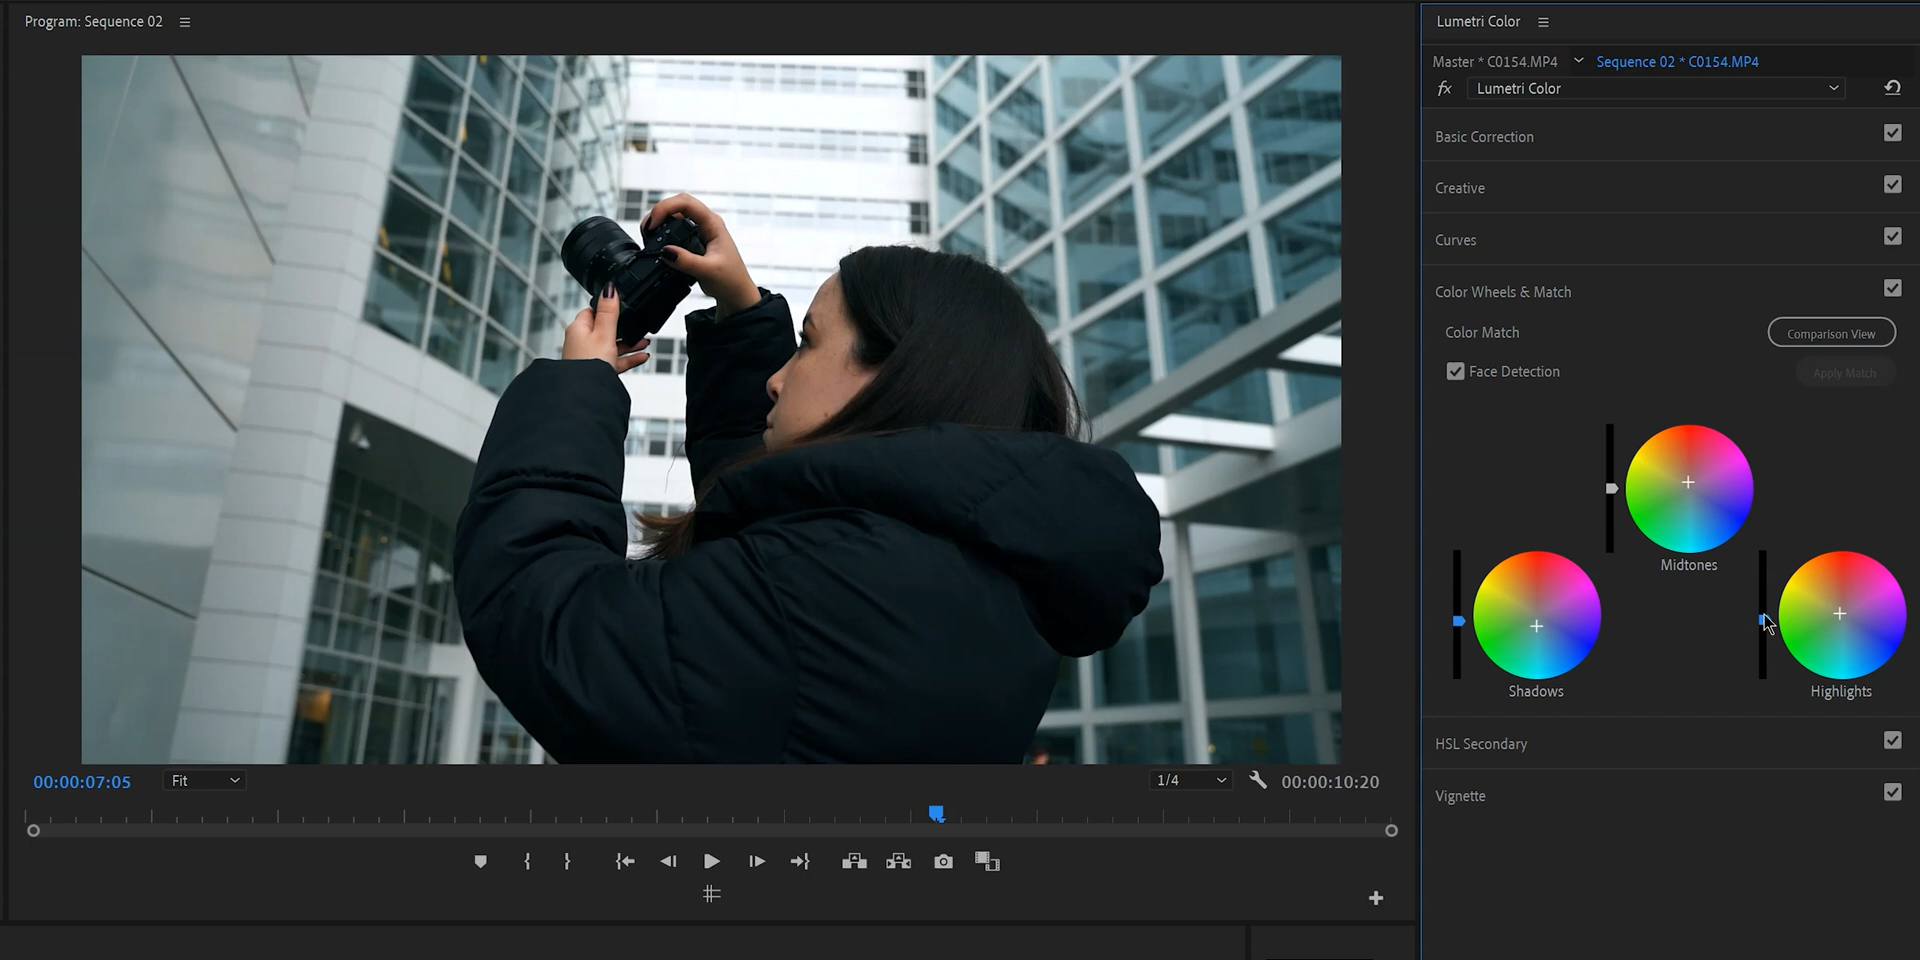 Program: Sequence 02
Lumetri Color
Master * C0154.MP4
Sequence 02 * C0154.MP4
fx
Lumetri Color
Basic Correction
Creative
Curves
Color Wheels & Match
Color Match
Comparison View
Face Detection
Apply Match
Midtones
Shadows
Highlights
HSL Secondary
Vignette
00:00:07:05
Fit
1/4
00:00:10:20